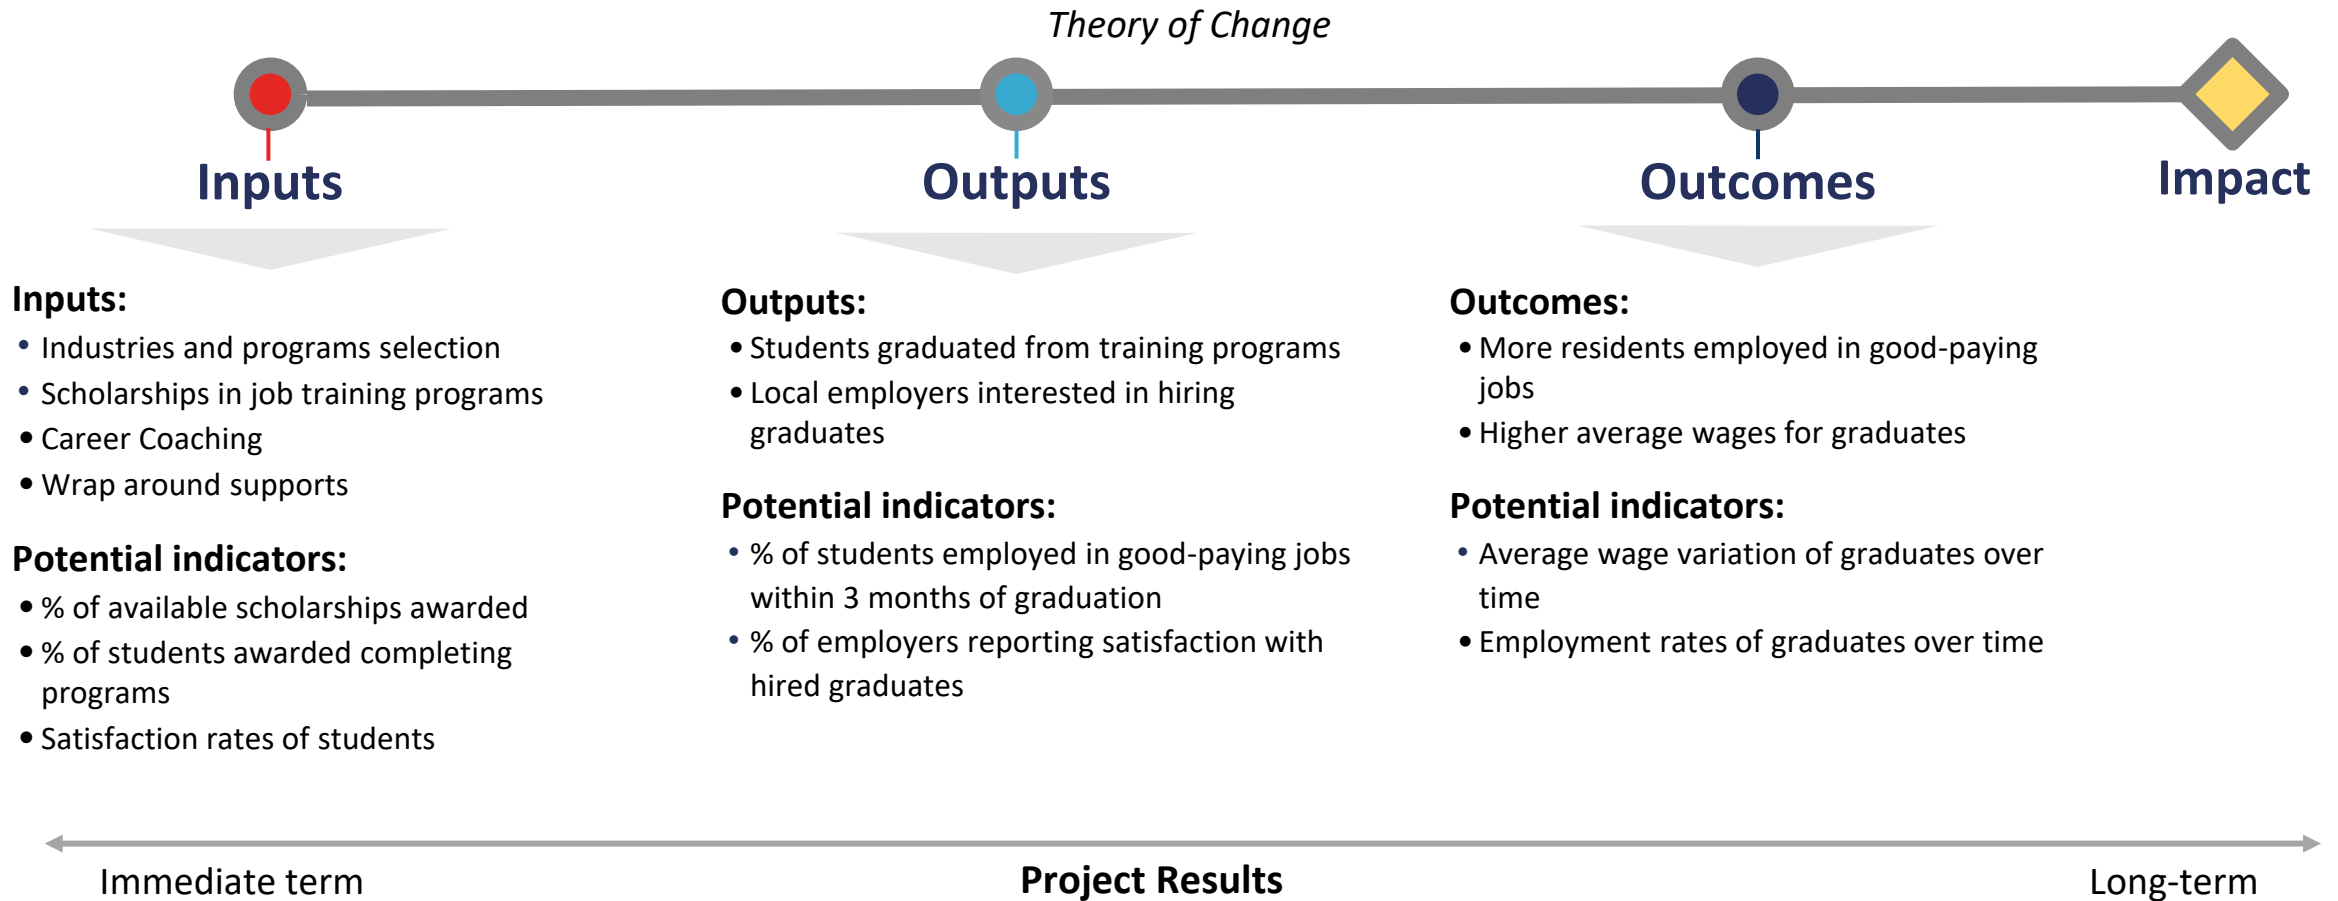 Theory of Change
Inputs
Outputs
Outcomes
Impact
Inputs:
• Industries and programs selection
• Scholarships in job training programs
• Career Coaching
• Wrap around supports
Potential indicators:
• % of available scholarships awarded
• % of students awarded completing
programs
• Satisfaction rates of students
Outputs:
• Students graduated from training programs
• Local employers interested in hiring
graduates
Potential indicators:
• % of students employed in good-paying jobs
within 3 months of graduation
• % of employers reporting satisfaction with
hired graduates
Outcomes:
• More residents employed in good-paying
jobs
• Higher average wages for graduates
Potential indicators:
• Average wage variation of graduates over
time
• Employment rates of graduates over time
Immediate term
Project Results
Long-term